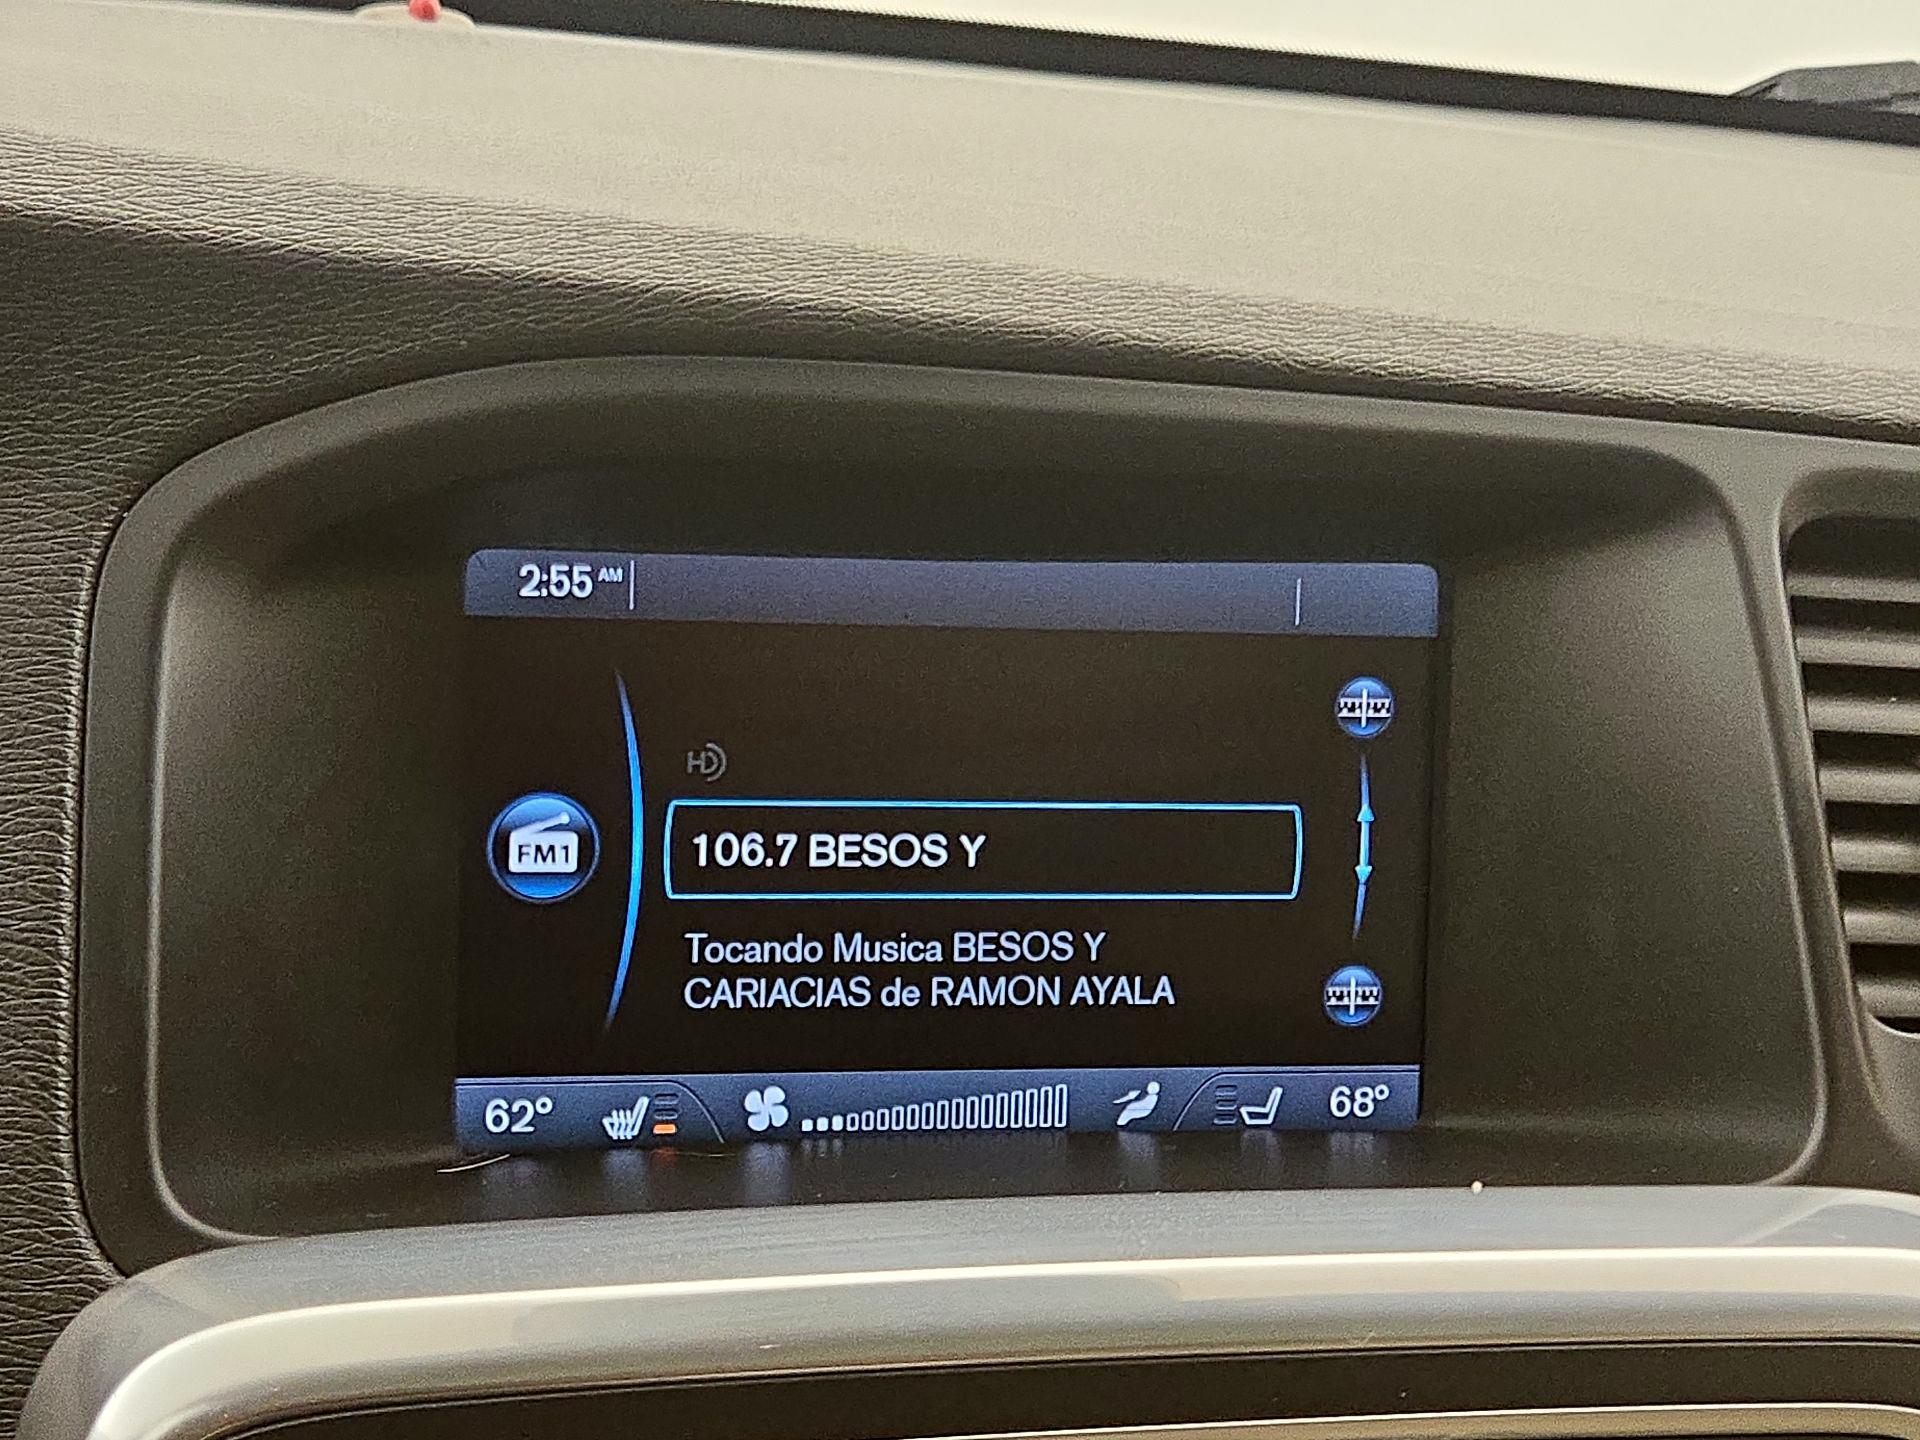 2:55 AM
HD
106.7 BESOS Y
FM1
Tocando Musica BESOS Y
CARIACIAS de RAMON AYALA
62° 68°